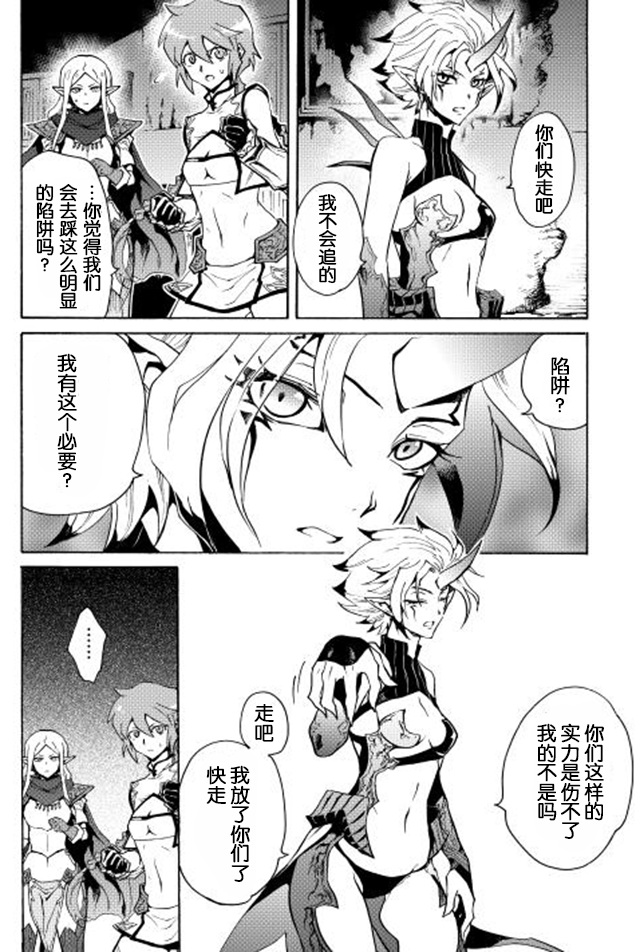 你们快走吧
我不会追的
…你觉得我们
会去踩这么明显
的陷阱吗？
陷阱？
我有这个必要？
你们这样的
实力是伤不了
我的不是吗
走吧
我放了你们了
快走
……